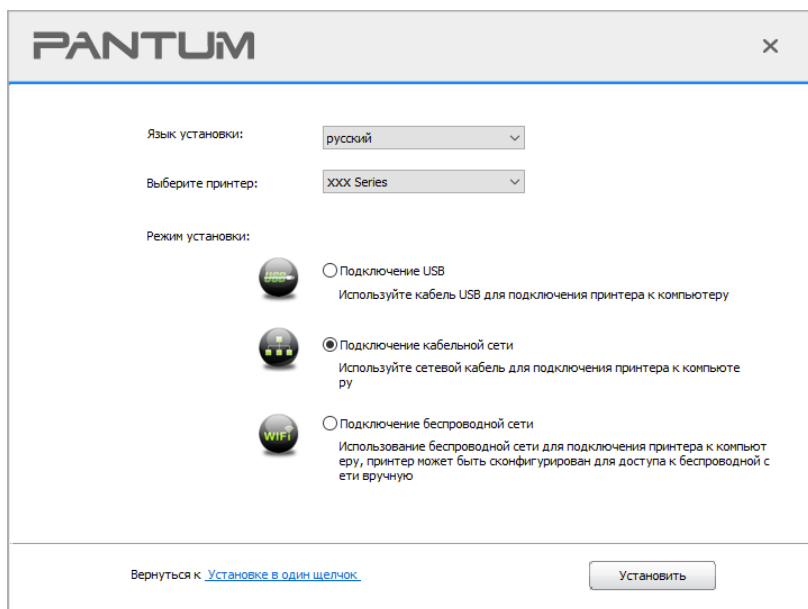 PANTUM
Язык установки:
русский
Выберите принтер:
XXX Series
Режим установки:
USB
Подключение USB
Используйте кабель USB для подключения принтера к компьютеру
Подключение кабельной сети
Используйте сетевой кабель для подключения принтера к компьюте
ру
WiFi
Подключение беспроводной сети
Использование беспроводной сети для подключения принтера к компьют
еру, принтер может быть сконфигурирован для доступа к беспроводной с
ети вручную
Вернуться к Установке в один щелчок
Установить